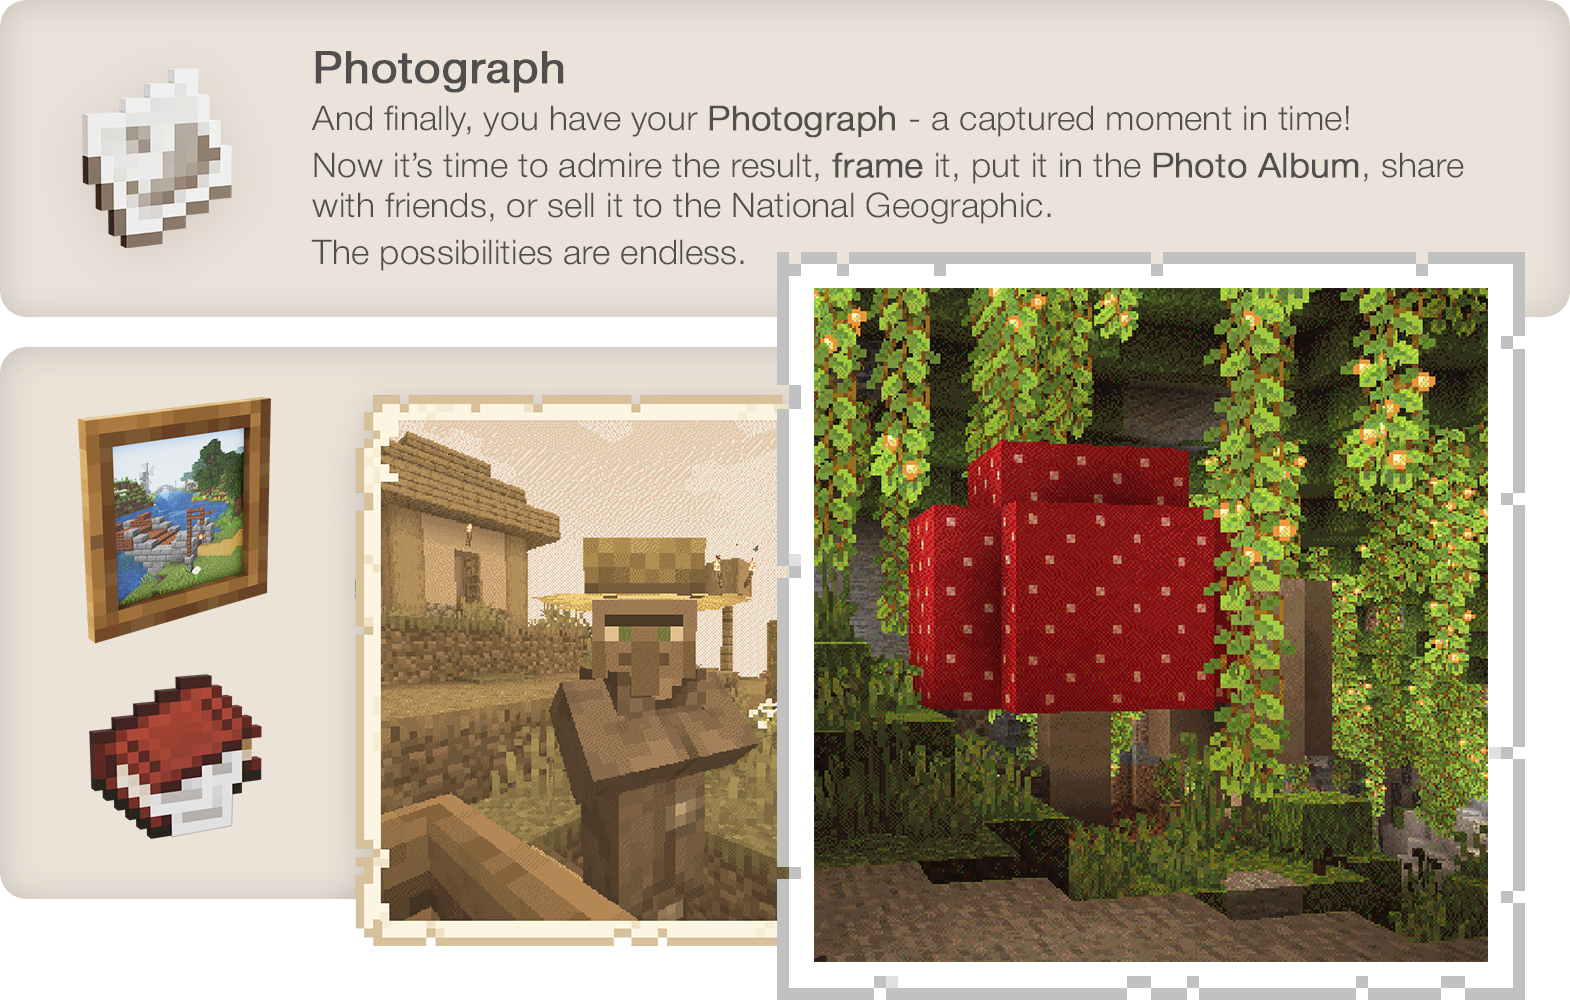 Photograph
And finally, you have your Photograph - a captured moment in time!
Now it’s time to admire the result, frame it, put it in the Photo Album, share
with friends, or sell it to the National Geographic.
The possibilities are endless.